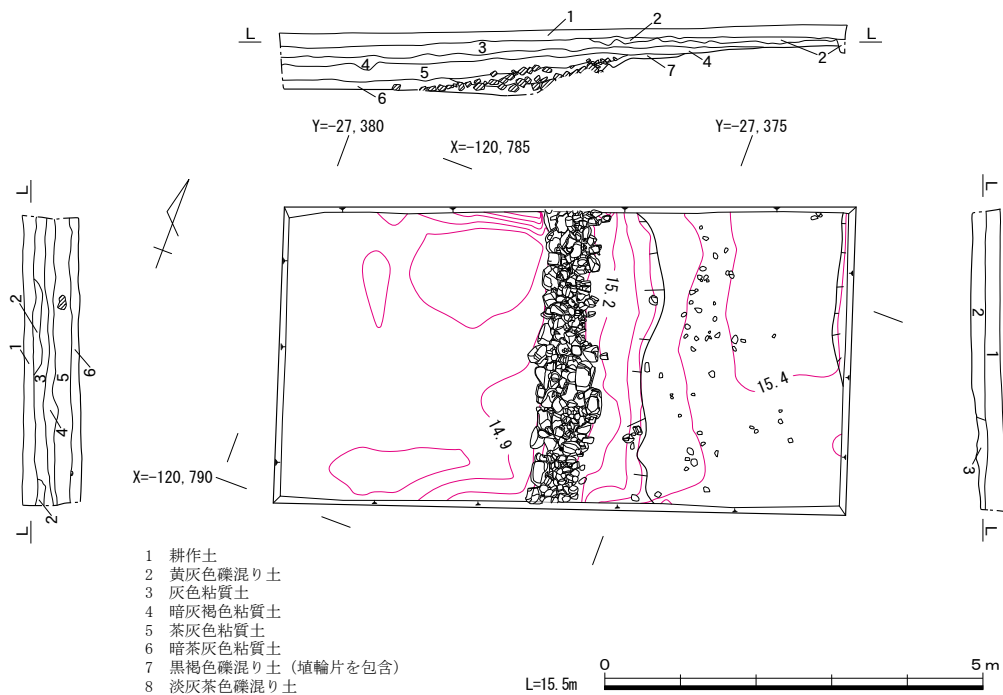 1
2
L
L
3
4
5
6
7
4
2
Y=-27,380
Y=-27,375
X=-120,785
L
L
2
1
3
5
6
4
2
L
L
15.2
15.4
14.9
2
1
3
L
L
X=-120,790
1 耕作土
2 黄灰色礫混り土
3 灰色粘質土
4 暗灰褐色粘質土
5 茶灰色粘質土
6 暗茶灰色粘質土
7 黒褐色礫混り土（埴輪片を包含）
8 淡灰茶色礫混り土
L=15.5m
0
5 m